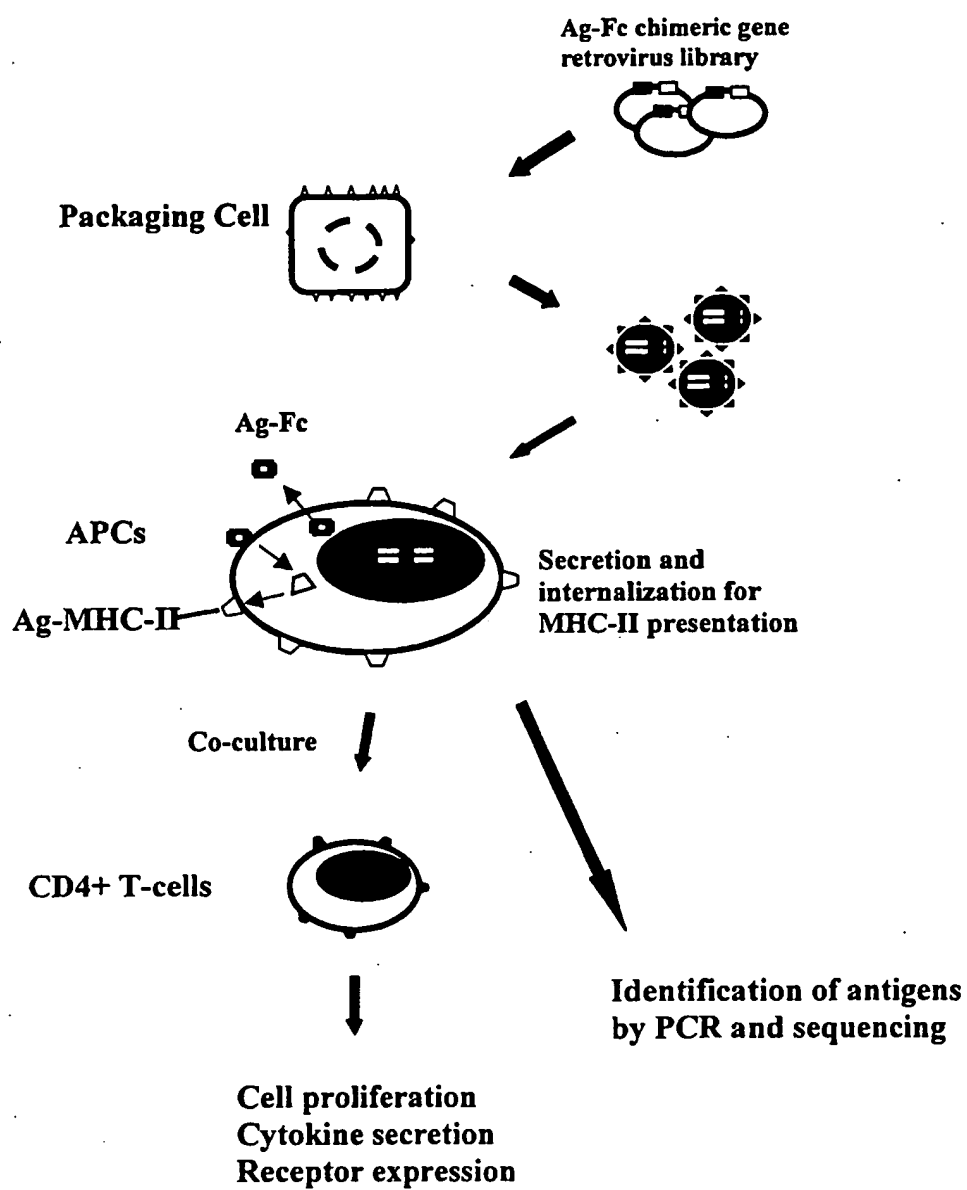 Ag-Fc chimeric gene
retrovirus library
Packaging Cell
Ag-Fc
APCs
Ag-MHC-II
Secretion and
internalization for
MHC-II presentation
Co-culture
CD4+ T-cells
Identification of antigens
by PCR and sequencing
Cell proliferation
Cytokine secretion
Receptor expression